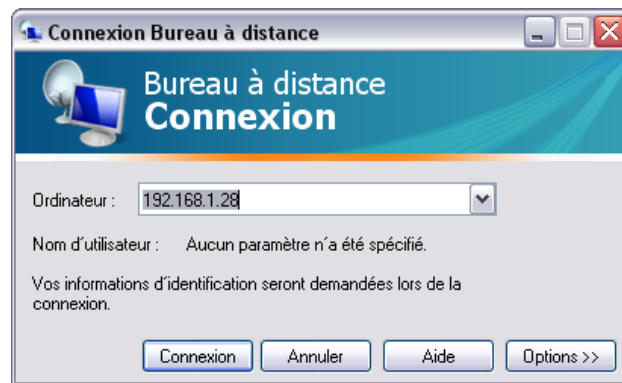 Connexion Bureau à distance
Bureau à distance
Connexion
Ordinateur : 192.168.1.28
Nom d'utilisateur : Aucun paramètre n'a été spécifié.
Vos informations d'identification seront demandées lors de la
connexion.
Connexion Annuler Aide Options >>